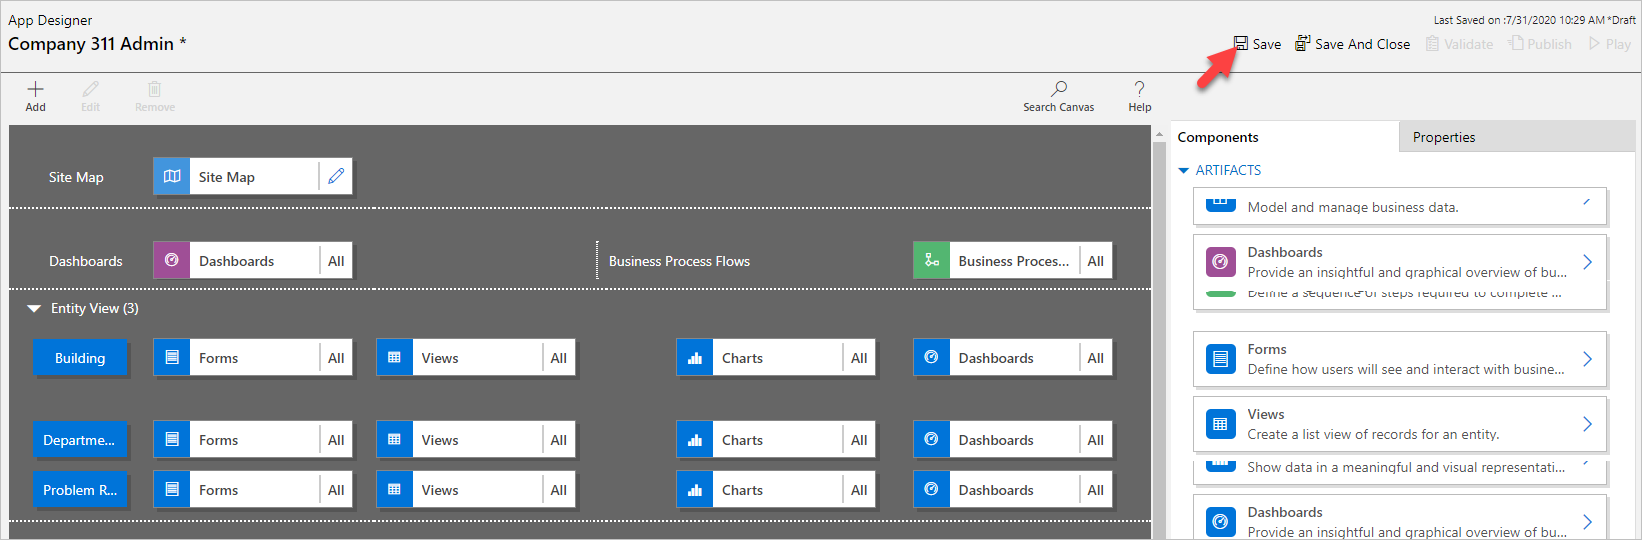 App Designer
Last Saved on :7/31/2020 10:29 AM *Draft
Company 311 Admin *
Save
Save And Close
Validate
Publish
Play
Add
Edit
Remove
Search Canvas
Help
Components
Properties
ARTIFACTS
Site Map
Site Map
Dashboards
Dashboards All
Business Process Flows
Business Proces... All
Entity View (3)
Building
Forms All
Views All
Charts All
Dashboards All
Departme...
Forms All
Views All
Charts All
Dashboards All
Problem R...
Forms All
Views All
Charts All
Dashboards All
Model and manage business data.
Dashboards
Provide an insightful and graphical overview of bu...
Define a sequence of steps required to complete ...
Forms
Define how users will see and interact with busine...
Views
Create a list view of records for an entity.
Show data in a meaningful and visual representati...
Dashboards
Provide an insightful and graphical overview of bu...